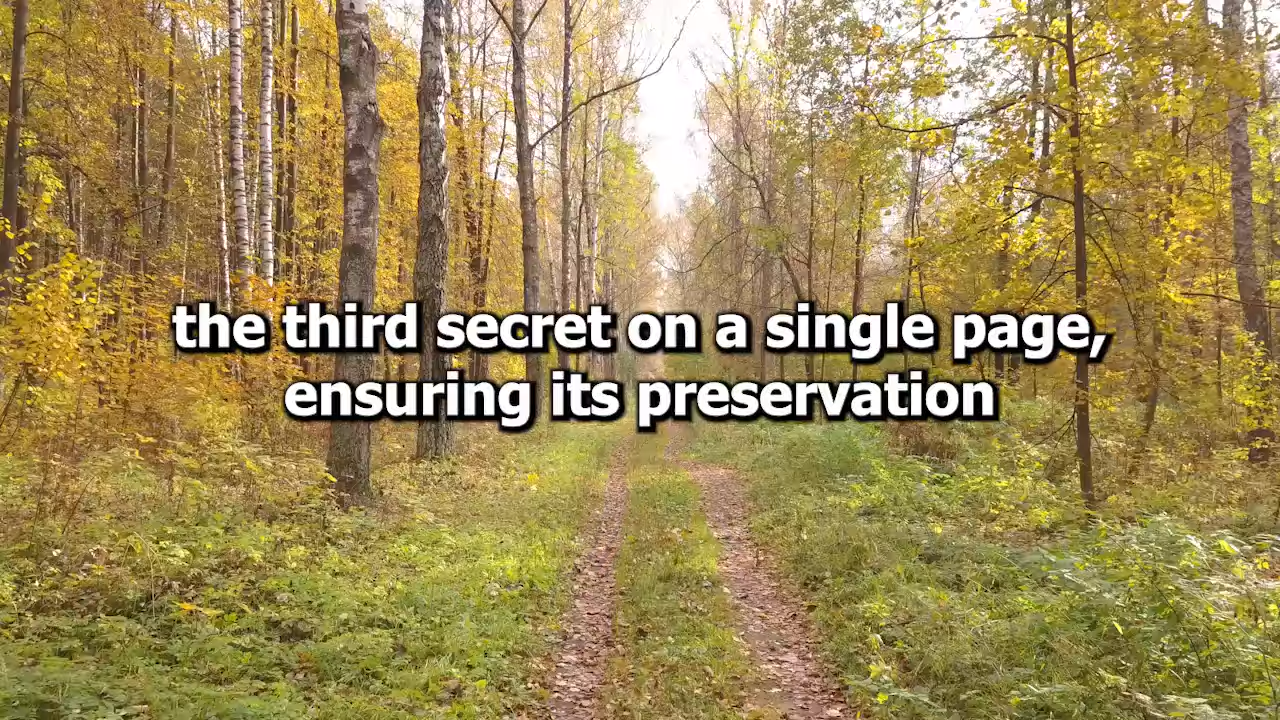 the third secret on a single page,
ensuring its preservation